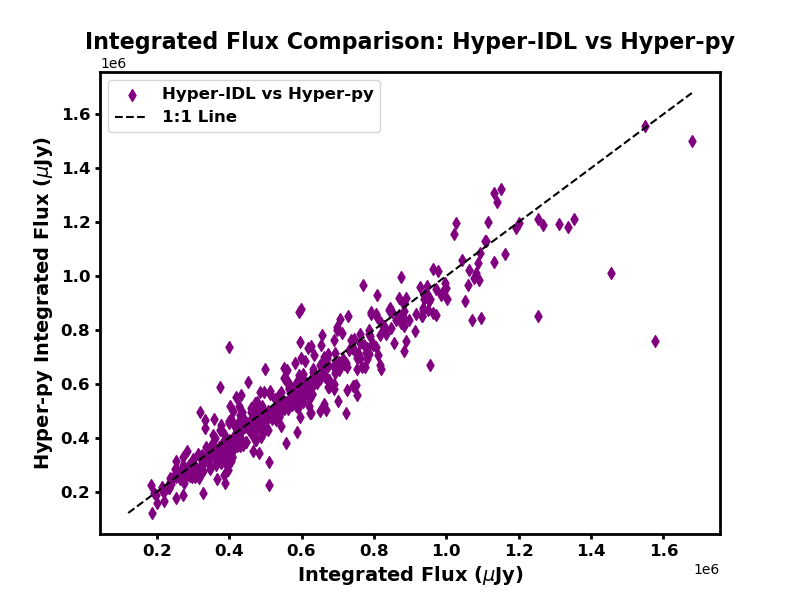 Integrated Flux Comparison: Hyper-IDL vs Hyper-py
1e6
Hyper-IDL vs Hyper-py
1:1 Line
1.6
1.4
1.2
1.0
0.8
0.6
0.4
0.2
Hyper-py Integrated Flux (μJy)
0.2 0.4 0.6 0.8 1.0 1.2 1.4 1.6
1e6
Integrated Flux (μJy)